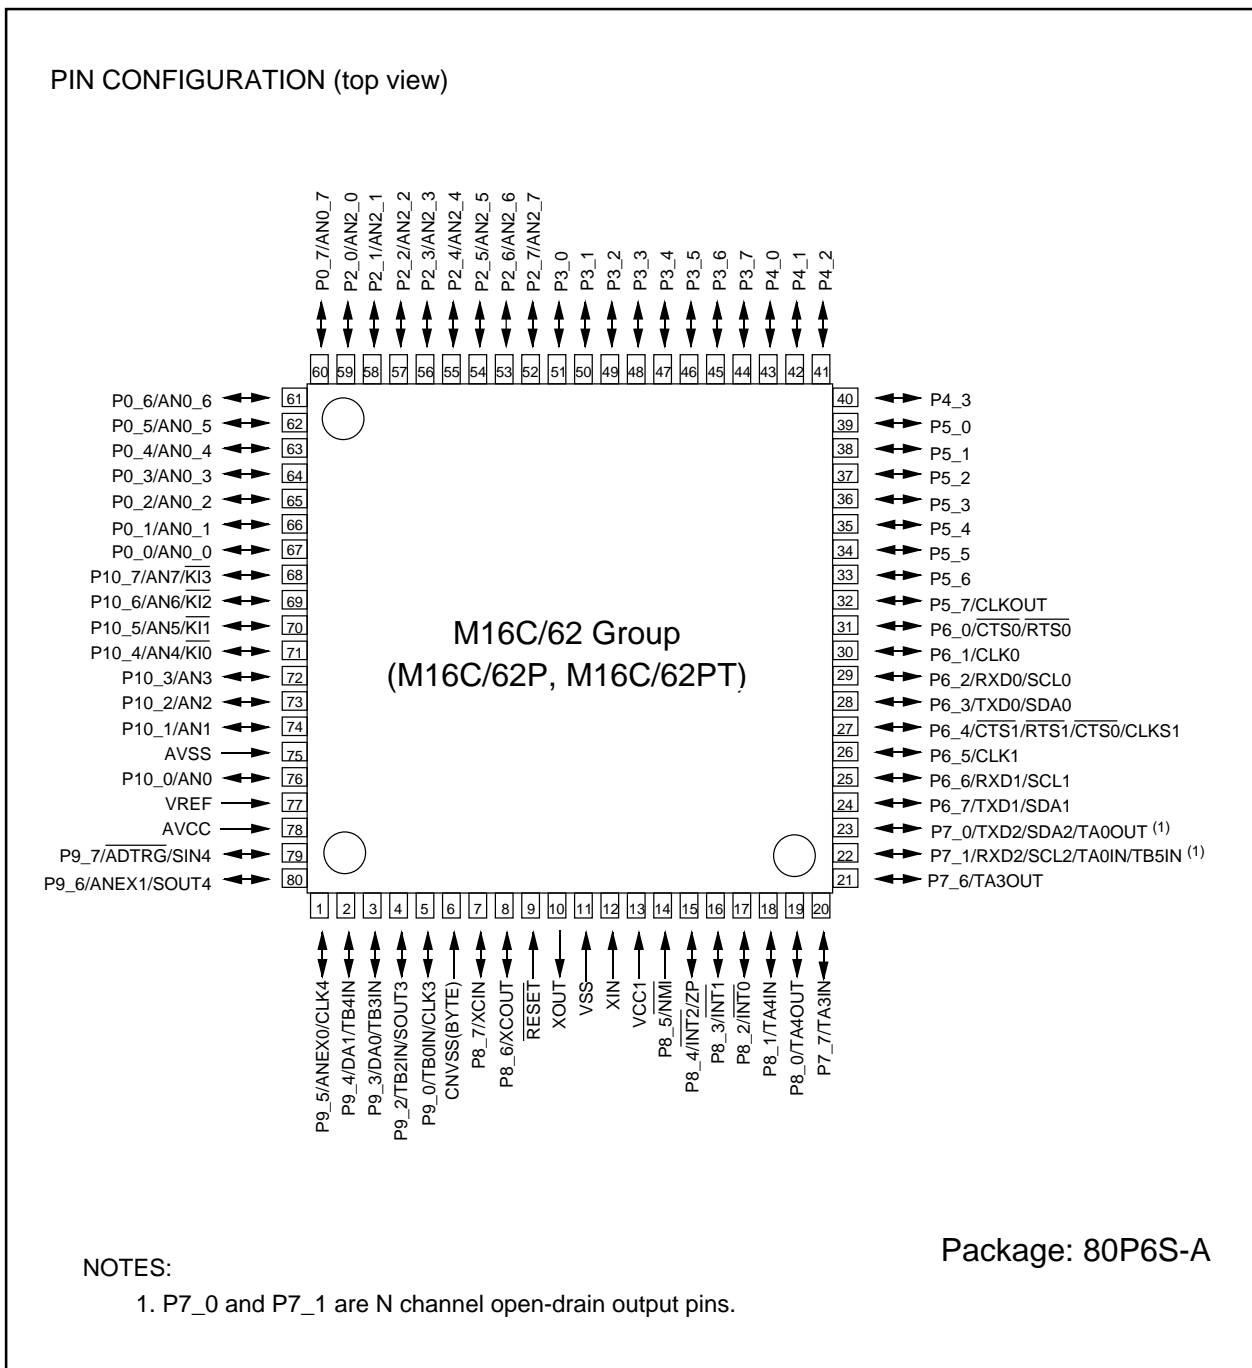 PIN CONFIGURATION (top view)
P0_7/AN0_7
P2_0/AN2_0
P2_1/AN2_1
P2_2/AN2_2
P2_3/AN2_3
P2_4/AN2_4
P2_5/AN2_5
P2_6/AN2_6
P2_7/AN2_7
P3_0
P3_1
P3_2
P3_3
P3_4
P3_5
P3_6
P3_7
P4_0
P4_1
P4_2
60 59 58 57 56 55 54 53 52 51 50 49 48 47 46 45 44 43 42 41
P0_6/AN0_6 61
P0_5/AN0_5 62
P0_4/AN0_4 63
P0_3/AN0_3 64
P0_2/AN0_2 65
P0_1/AN0_1 66
P0_0/AN0_0 67
P10_7/AN7/KI3 68
P10_6/AN6/KI2 69
P10_5/AN5/KI1 70
P10_4/AN4/KI0 71
P10_3/AN3 72
P10_2/AN2 73
P10_1/AN1 74
AVSS 75
P10_0/AN0 76
VREF 77
AVCC 78
P9_7/ADTRG/SIN4 79
P9_6/ANEX1/SOUT4 80
M16C/62 Group
(M16C/62P, M16C/62PT)
40 P4_3
39 P5_0
38 P5_1
37 P5_2
36 P5_3
35 P5_4
34 P5_5
33 P5_6
32 P5_7/CLKOUT
31 P6_0/CTS0/RTS0
30 P6_1/CLK0
29 P6_2/RXD0/SCL0
28 P6_3/TXD0/SDA0
27 P6_4/CTS1/RTS1/CTS0/CLKS1
26 P6_5/CLK1
25 P6_6/RXD1/SCL1
24 P6_7/TXD1/SDA1
23 P7_0/TXD2/SDA2/TA0OUT (1)
22 P7_1/RXD2/SCL2/TA0IN/TB5IN (1)
21 P7_6/TA3OUT
1 2 3 4 5 6 7 8 9 10 11 12 13 14 15 16 17 18 19 20
P9_5/ANEX0/CLK4
P9_4/DA1/TB4IN
P9_3/DA0/TB3IN
P9_2/TB2IN/SOUT3
P9_0/TB0IN/CLK3
CNVSS(BYTE)
P8_7/XCIN
P8_6/XCOUT
RESET
XOUT
VSS
XIN
VCC1
P8_5/NMI
P8_4/INT2/ZP
P8_3/INT1
P8_2/INT0
P8_1/TA4IN
P8_0/TA4OUT
P7_7/TA3IN
Package: 80P6S-A
NOTES:
1. P7_0 and P7_1 are N channel open-drain output pins.